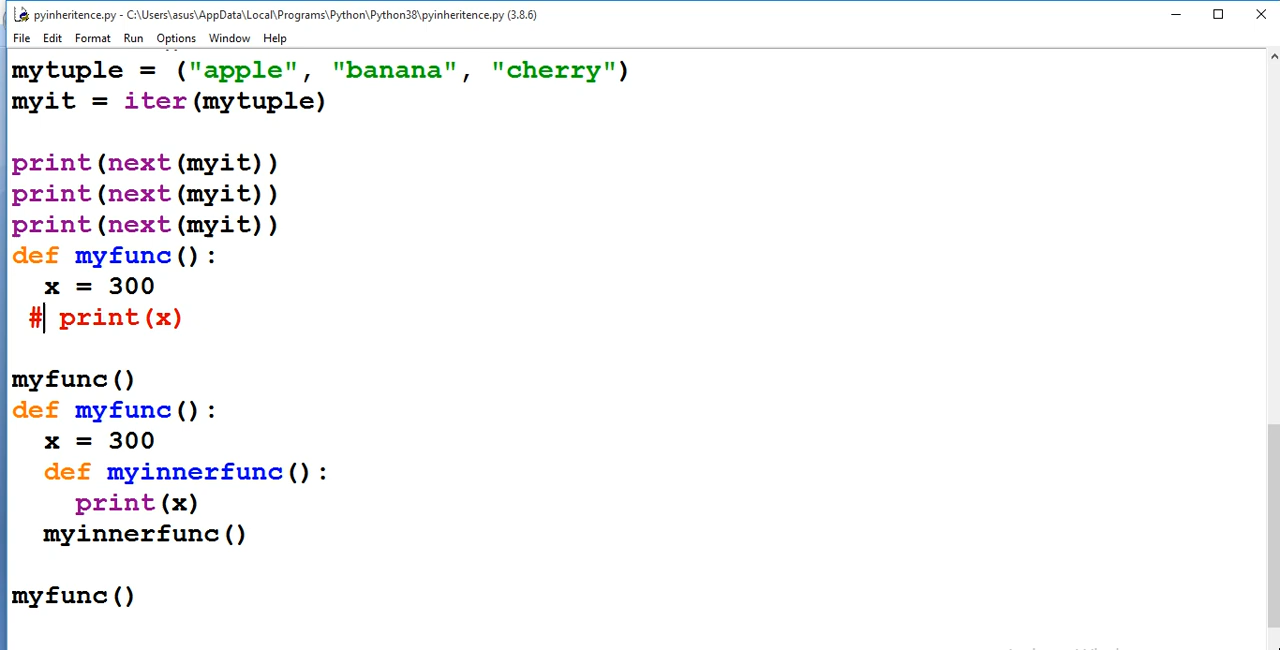 pyinheritence.py - C:\Users\asus\AppData\Local\Programs\Python\Python38\pyinheritence.py (3.8.6)
File Edit Format Run Options Window Help
mytuple = ("apple", "banana", "cherry")
myit = iter(mytuple)

print(next(myit))
print(next(myit))
print(next(myit))
def myfunc():
  x = 300
 # print(x)

myfunc()
def myfunc():
  x = 300
  def myinnerfunc():
    print(x)
  myinnerfunc()

myfunc()